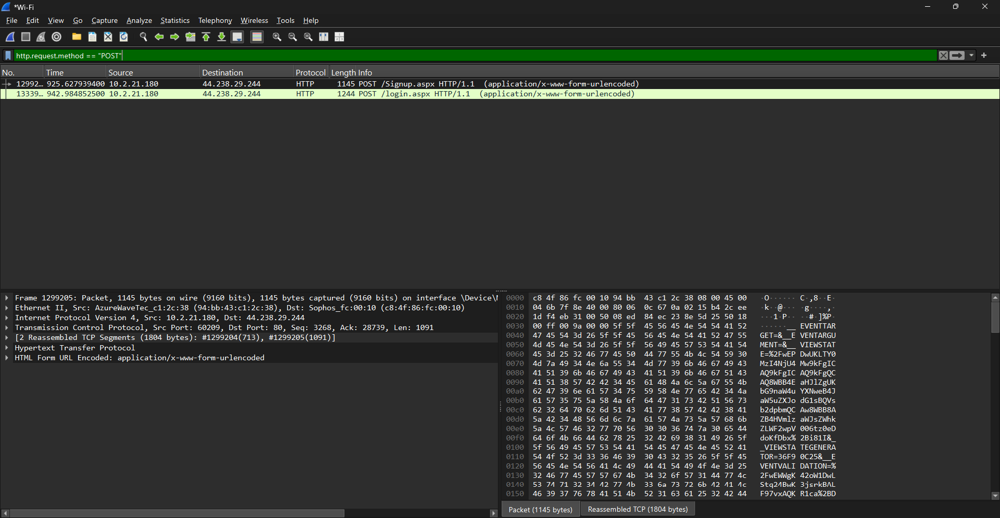 *Wi-Fi
File Edit View Go Capture Analyze Statistics Telephony Wireless Tools Help
http.request.method == "POST"
No. Time Source Destination Protocol Length Info
12992… 925.627939400 10.2.21.180 44.238.29.244 HTTP 1145 POST /Signup.aspx HTTP/1.1 (application/x-www-form-urlencoded)
13339… 942.984852500 10.2.21.180 44.238.29.244 HTTP 1244 POST /login.aspx HTTP/1.1 (application/x-www-form-urlencoded)
Frame 1299205: Packet, 1145 bytes on wire (9160 bits), 1145 bytes captured (9160 bits) on interface \Device\
Ethernet II, Src: AzureWaveTec_c1:2c:38 (94:bb:43:c1:2c:38), Dst: Sophos_fc:00:10 (c8:4f:86:fc:00:10)
Internet Protocol Version 4, Src: 10.2.21.180, Dst: 44.238.29.244
Transmission Control Protocol, Src Port: 60209, Dst Port: 80, Seq: 3268, Ack: 28739, Len: 1091
[2 Reassembled TCP Segments (1804 bytes): #1299204(713), #1299205(1091)]
Hypertext Transfer Protocol
HTML Form URL Encoded: application/x-www-form-urlencoded
0000 c8 4f 86 fc 00 10 94 bb 43 c1 2c 38 08 00 45 00 ·O······ C·,8··E·
0010 04 6b 7f 8e 40 00 80 06 0c 67 0a 02 15 b4 2c ee ·k··@··· ·g····,·
0020 1d f4 eb 31 00 50 08 ed 84 ec 23 8e 5d 25 50 18 ···1·P·· ··#·]%P·
0030 00 ff 00 9a 00 00 5f 5f 45 56 45 4e 54 54 41 52 ······__ EVENTTAR
0040 47 45 54 3d 26 5f 5f 45 56 45 4e 54 41 52 47 55 GET=&__E VENTARGU
0050 4d 45 4e 54 3d 26 5f 5f 56 49 45 57 53 54 41 54 MENT=&__ VIEWSTAT
0060 45 3d 25 32 46 77 45 50 44 77 55 4b 4c 54 59 30 E=%2FwEP DwUKLTY0
0070 4d 7a 49 34 4e 6a 55 34 4d 77 39 6b 46 67 49 43 MzI4NjU4 Mw9kFgIC
0080 41 51 39 6b 46 67 49 43 41 51 39 6b 46 67 51 43 AQ9kFgIC AQ9kFgQC
0090 41 51 38 57 42 42 34 45 61 48 4a 6c 5a 67 55 4b AQ8WBB4E aHJlZgUK
00a0 62 47 39 6e 61 57 34 75 59 58 4e 77 65 42 34 4a bG9naW4u YXNweB4J
00b0 61 57 35 75 5a 58 4a 6f 64 47 31 73 42 51 56 73 aW5uZXJo dG1sBQVs
00c0 62 32 64 70 62 6d 51 43 41 77 38 57 42 42 38 41 b2dpbmQC Aw8WBB8A
00d0 5a 42 34 48 56 6d 6c 7a 61 57 4a 73 5a 57 68 6b ZB4HVmlz aWJsZWhk
00e0 5a 4c 57 46 32 77 70 56 30 30 36 74 7a 30 65 44 ZLWF2wpV 006tz0eD
00f0 64 6f 4b 66 44 62 78 25 32 42 69 38 31 49 26 5f doKfDbx% 2Bi81I&_
0100 5f 56 49 45 57 53 54 41 54 45 47 45 4e 45 52 41 _VIEWSTA TEGENERA
0110 54 4f 52 3d 33 36 46 39 30 43 32 35 26 5f 5f 45 TOR=36F9 0C25&__E
0120 56 45 4e 54 56 41 4c 49 44 41 54 49 4f 4e 3d 25 VENTVALI DATION=%
0130 32 46 77 45 57 57 67 4b 34 32 6f 57 31 44 77 4c 2FwEWWgK 42oW1DwL
0140 53 74 71 32 34 42 77 4b 33 6a 73 72 6b 42 41 4c Stq24BwK 3jsrkBAL
0150 46 39 37 76 78 41 51 4b 52 31 63 61 25 32 42 44 F97vxAQK R1ca%2BD
Packet (1145 bytes) Reassembled TCP (1804 bytes)